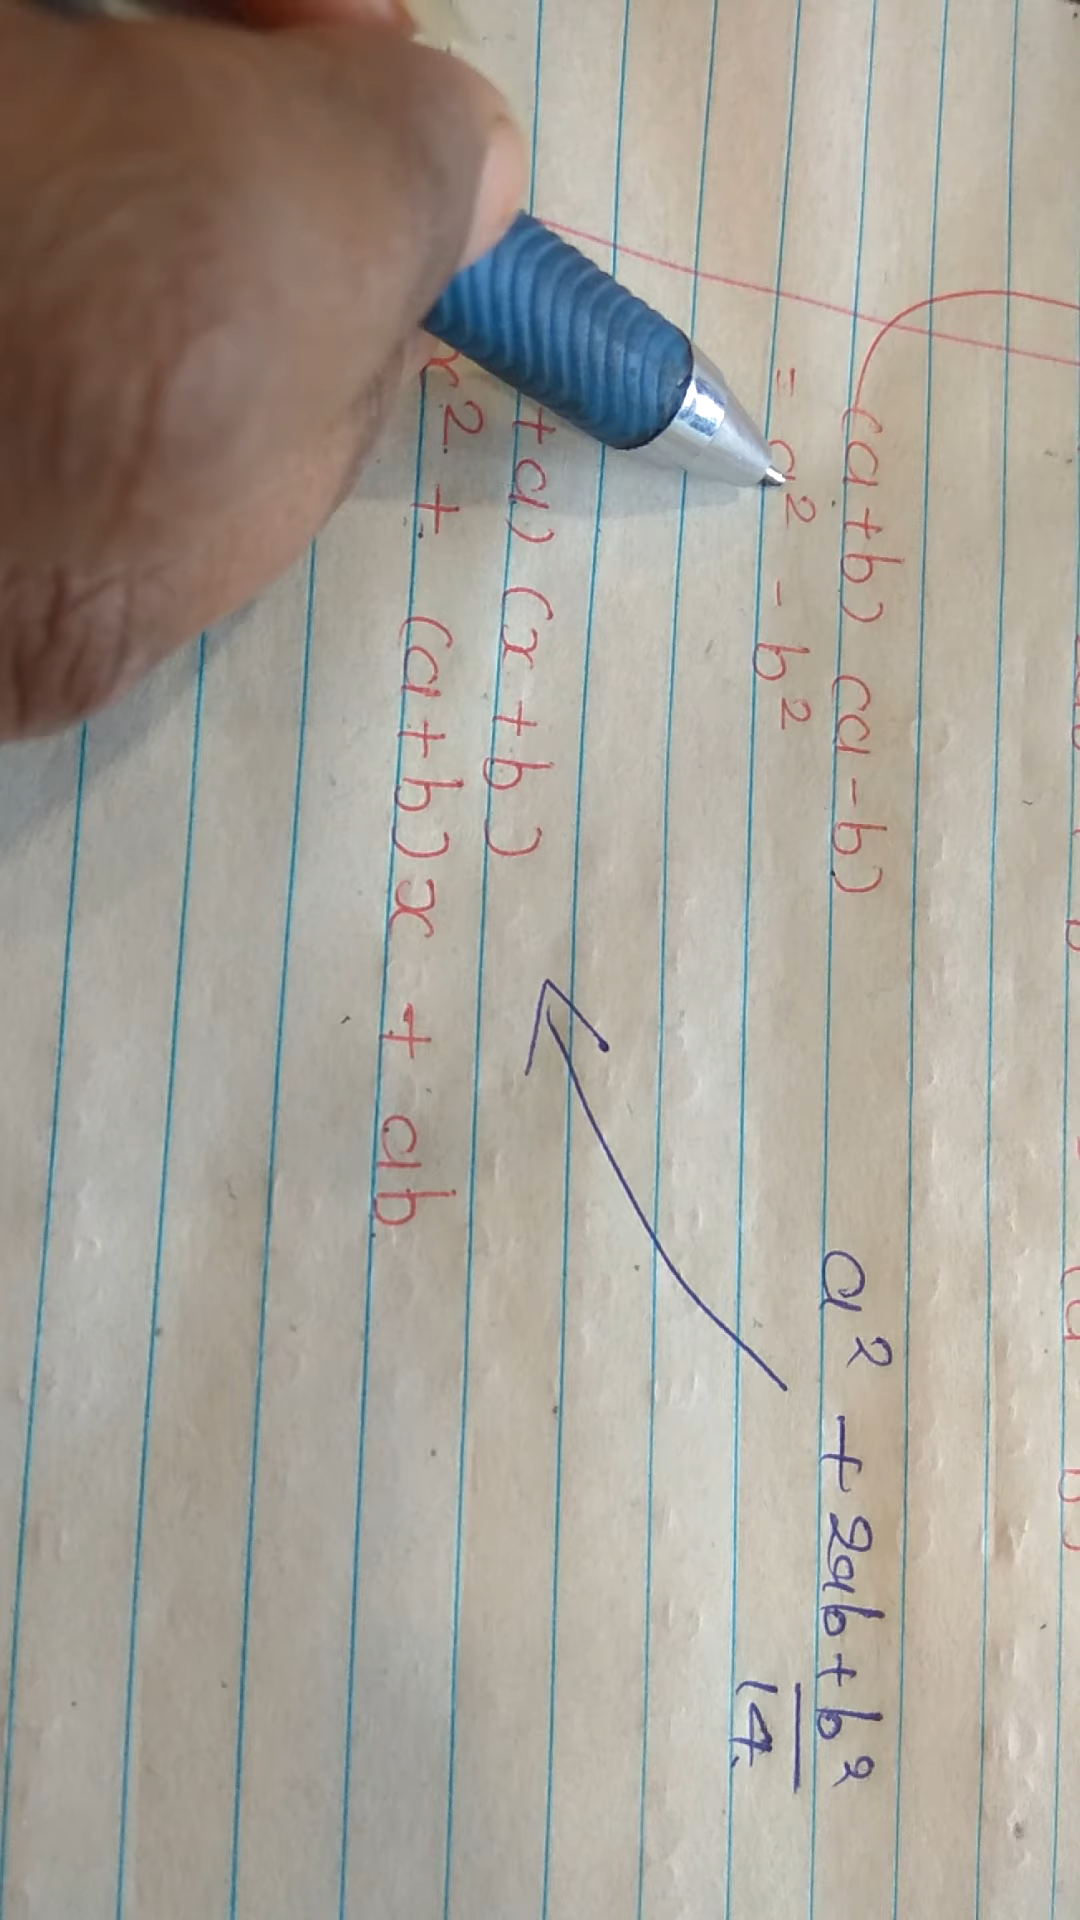 (a+b) (a-b)
= a² - b²
a² + 2ab + b²
14.
+a) (x+b)
x² + (a+b)x + ab